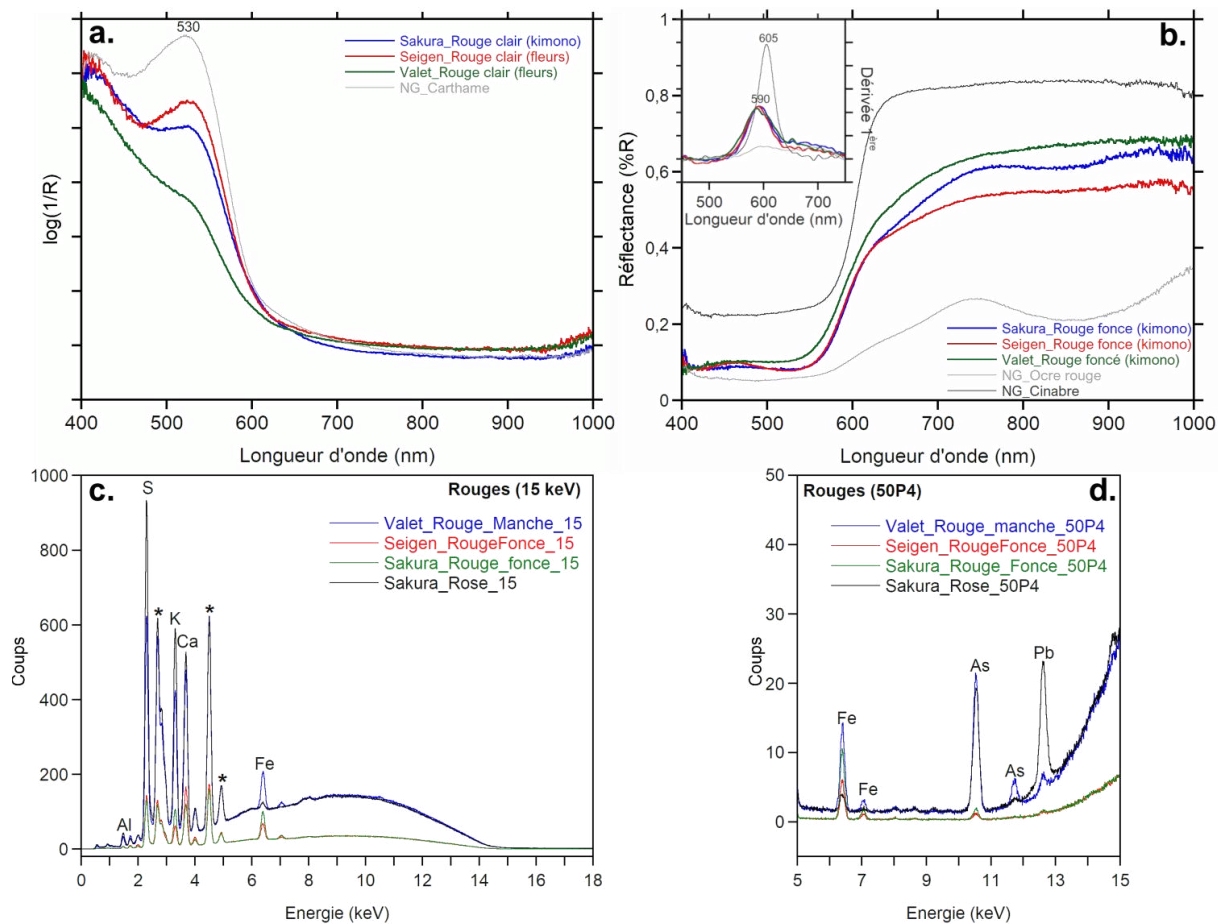 a.
530
Sakura_Rouge clair (kimono)
Seigen_Rouge clair (fleurs)
Valet_Rouge clair (fleurs)
NG_Carthame
log(1/R)
400 500 600 700 800 900 1000
Longueur d'onde (nm)
b.
605
590
Dérivée 1ère
500 600 700
Longueur d'onde (nm)
Réflectance (%R)
1
0,8
0,6
0,4
0,2
0
Sakura_Rouge fonce (kimono)
Seigen_Rouge fonce (kimono)
Valet_Rouge foncé (kimono)
NG_Ocre rouge
NG_Cinabre
400 500 600 700 800 900 1000
Longueur d'onde (nm)
c.
Rouges (15 keV)
Valet_Rouge_Manche_15
Seigen_RougeFonce_15
Sakura_Rouge_fonce_15
Sakura_Rose_15
S
*
K
Ca
*
*
Fe
Al
Coups
1000
800
600
400
200
0
0 2 4 6 8 10 12 14 16 18
Energie (keV)
Rouges (50P4)
d.
Valet_Rouge_manche_50P4
Seigen_RougeFonce_50P4
Sakura_Rouge_Fonce_50P4
Sakura_Rose_50P4
As
Pb
Fe
As
Fe
Coups
50
40
30
20
10
0
5 7 9 11 13 15
Energie (keV)